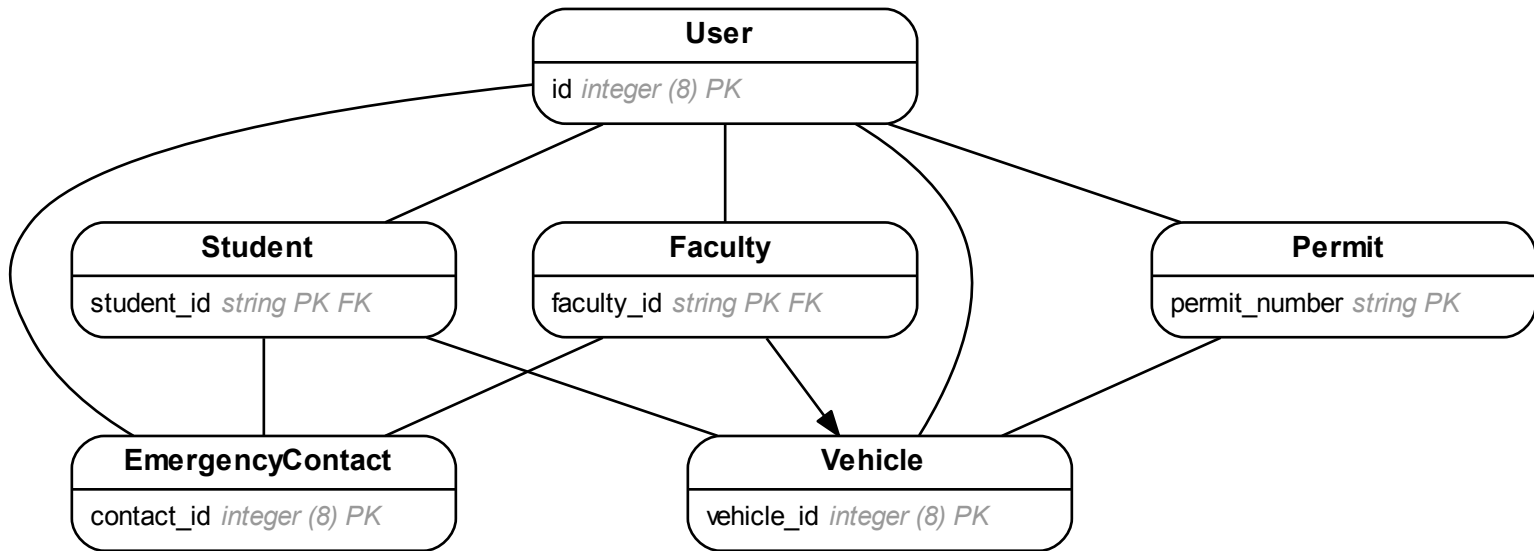 User
id integer (8) PK
Student
student_id string PK FK
Faculty
faculty_id string PK FK
Permit
permit_number string PK
EmergencyContact
contact_id integer (8) PK
Vehicle
vehicle_id integer (8) PK